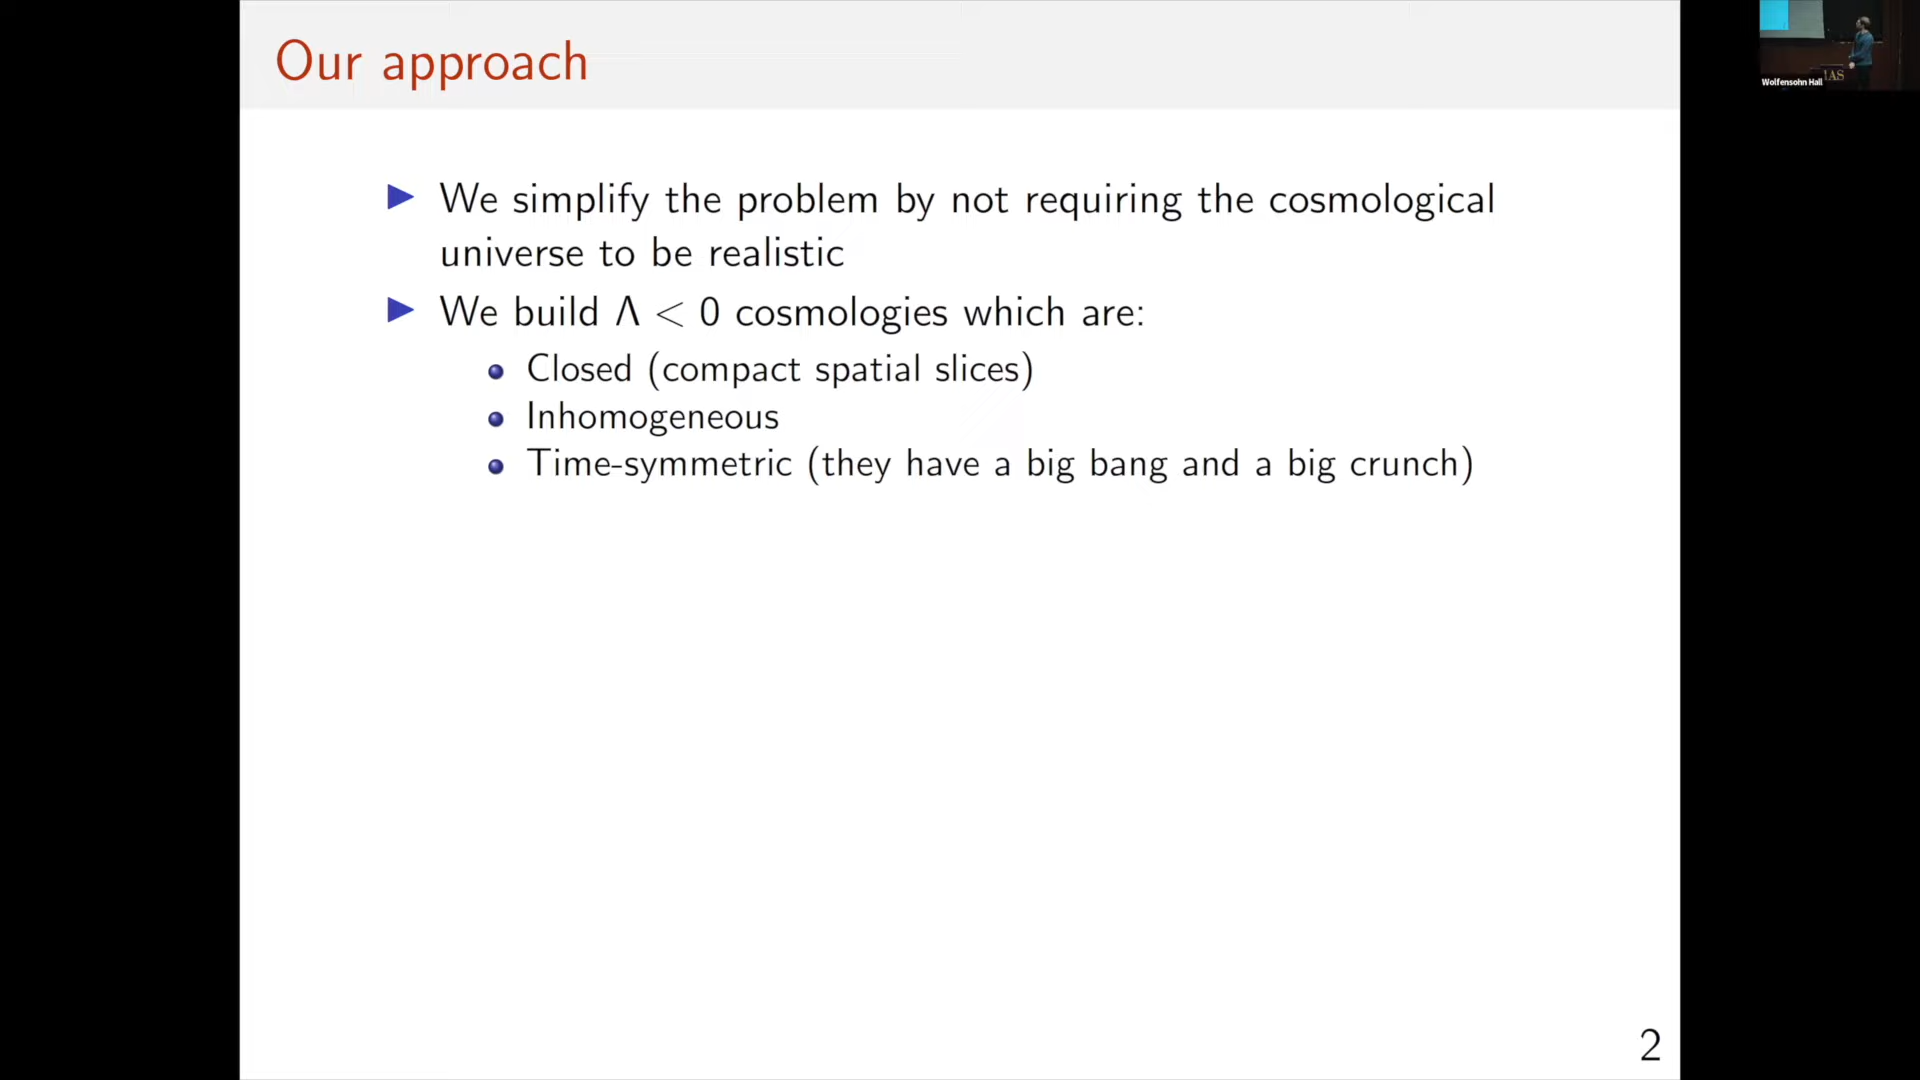 Our approach
We simplify the problem by not requiring the cosmological
universe to be realistic
We build Λ < 0 cosmologies which are:
Closed (compact spatial slices)
Inhomogeneous
Time-symmetric (they have a big bang and a big crunch)
2
Wolfensohn Hall
IAS